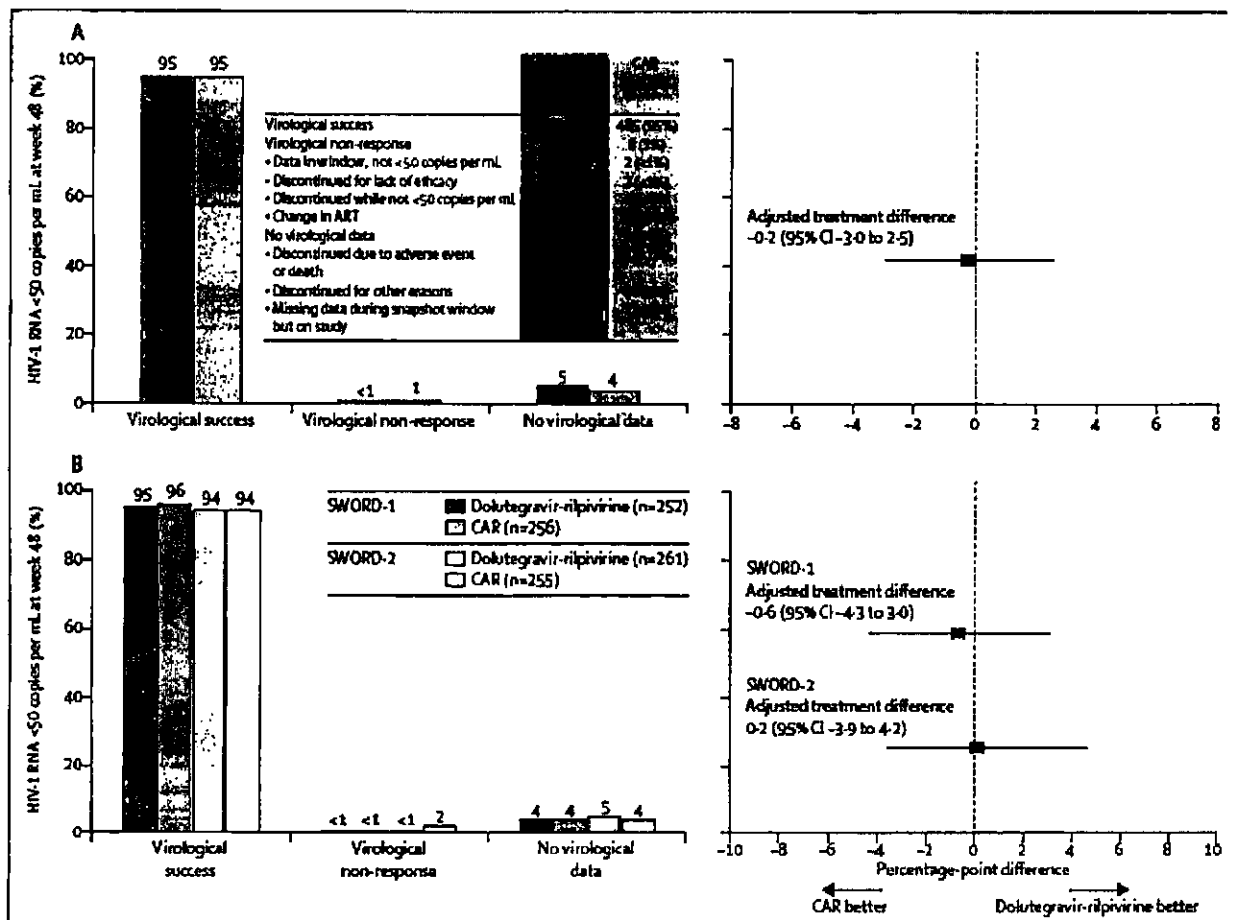 A
HIV-1 RNA <50 copies per mL at week 48 (%)
100
80
60
40
20
0
95 95
CAR
Virological success
Virological non-response
• Data in window, not <50 copies per mL
• Discontinued for lack of efficacy
• Discontinued while not <50 copies per mL
• Change in ART
No virological data
• Discontinued due to adverse event
or death
• Discontinued for other reasons
• Missing data during snapshot window
but on study
<1 1
5 4
Virological success Virological non-response No virological data
Adjusted treatment difference
–0·2 (95% CI –3·0 to 2·5)
–8 –6 –4 –2 0 2 4 6 8
B
HIV-1 RNA <50 copies per mL at week 48 (%)
100
80
60
40
20
0
95 96 94 94
SWORD-1 Dolutegravir-rilpivirine (n=252)
CAR (n=256)
SWORD-2 Dolutegravir-rilpivirine (n=261)
CAR (n=255)
<1 <1 <1 2
4 4 5 4
Virological
success
Virological
non-response
No virological
data
SWORD-1
Adjusted treatment difference
–0·6 (95% CI –4·3 to 3·0)
SWORD-2
Adjusted treatment difference
0·2 (95% CI –3·9 to 4·2)
–10 –8 –6 –4 –2 0 2 4 6 8 10
Percentage-point difference
CAR better Dolutegravir-rilpivirine better